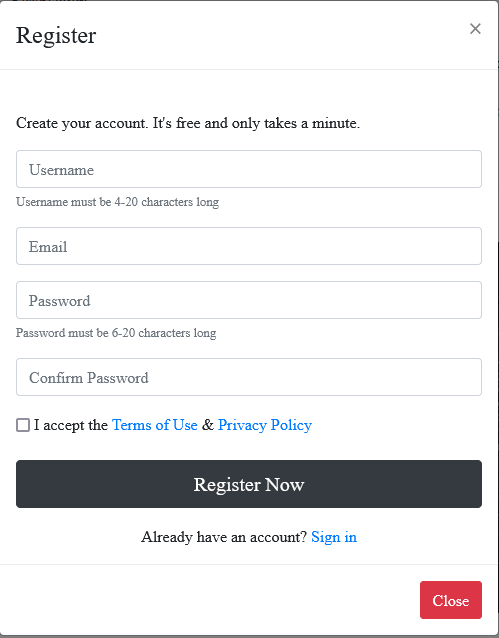 Register
×
Create your account. It's free and only takes a minute.
Username
Username must be 4-20 characters long
Email
Password
Password must be 6-20 characters long
Confirm Password
I accept the Terms of Use & Privacy Policy
Register Now
Already have an account? Sign in
Close